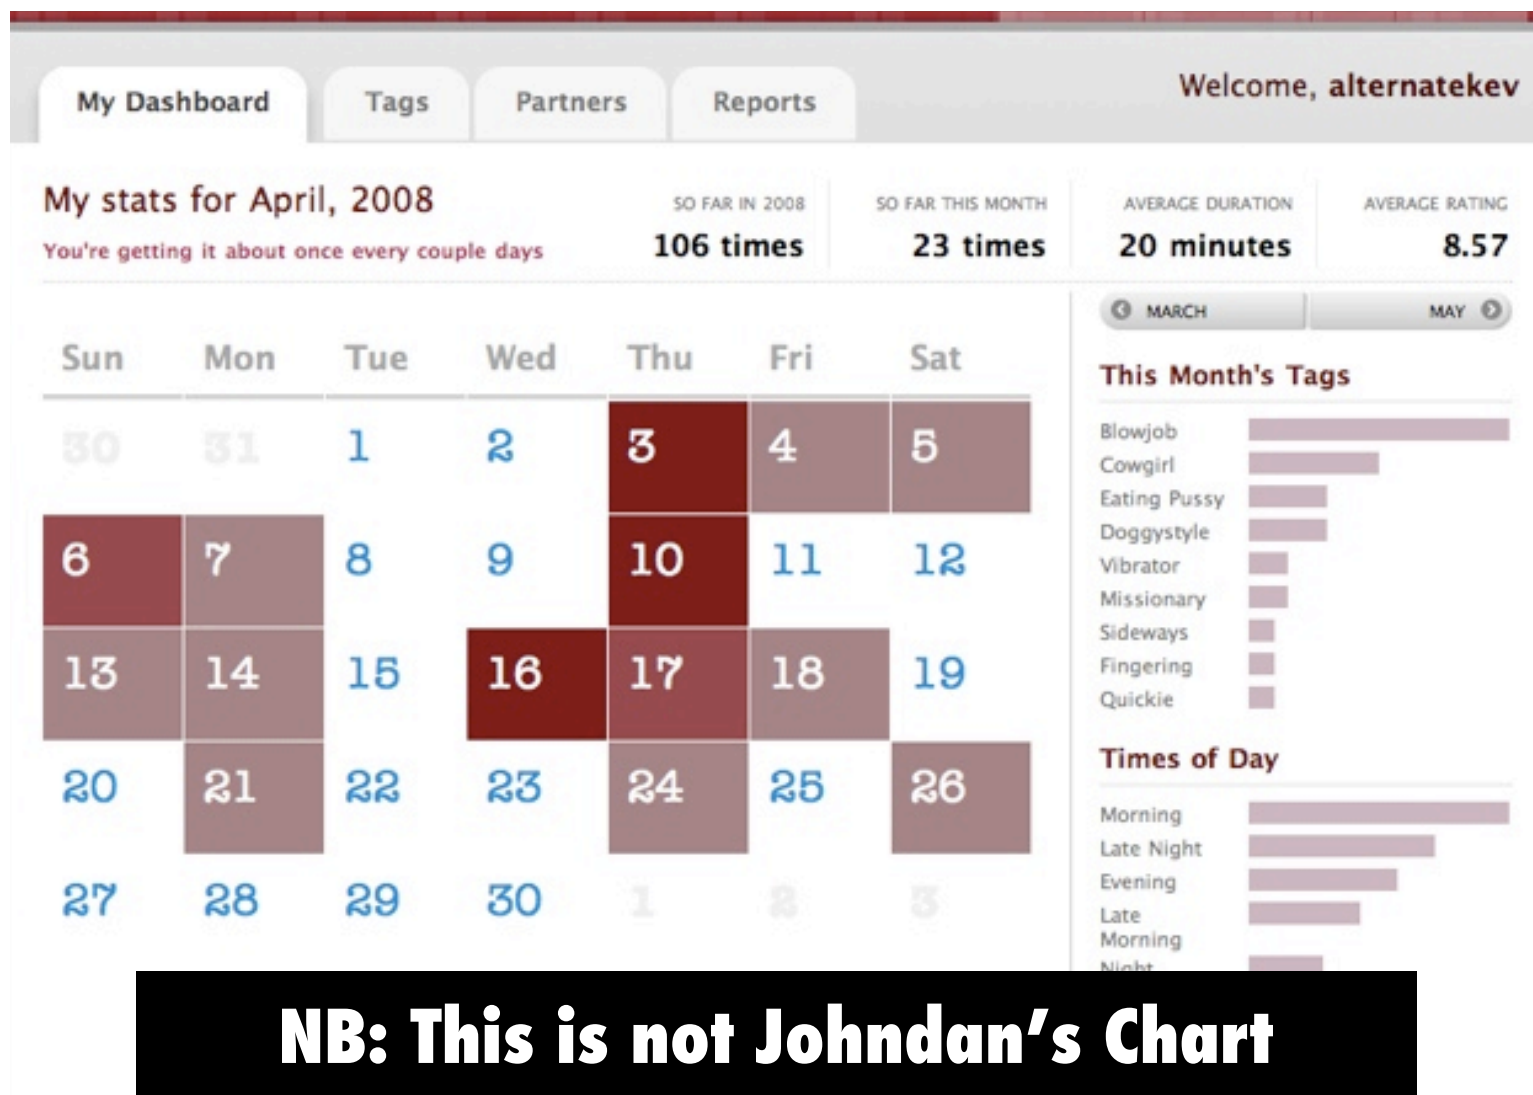 My Dashboard Tags Partners Reports
Welcome, alternatekev
My stats for April, 2008
You're getting it about once every couple days
SO FAR IN 2008
106 times
SO FAR THIS MONTH
23 times
AVERAGE DURATION
20 minutes
AVERAGE RATING
8.57
Sun Mon Tue Wed Thu Fri Sat
30 31 1 2 3 4 5
6 7 8 9 10 11 12
13 14 15 16 17 18 19
20 21 22 23 24 25 26
27 28 29 30 1 2 3
MARCH MAY
This Month's Tags
Blowjob
Cowgirl
Eating Pussy
Doggystyle
Vibrator
Missionary
Sideways
Fingering
Quickie
Times of Day
Morning
Late Night
Evening
Late
Morning
Night
NB: This is not Johndan's Chart